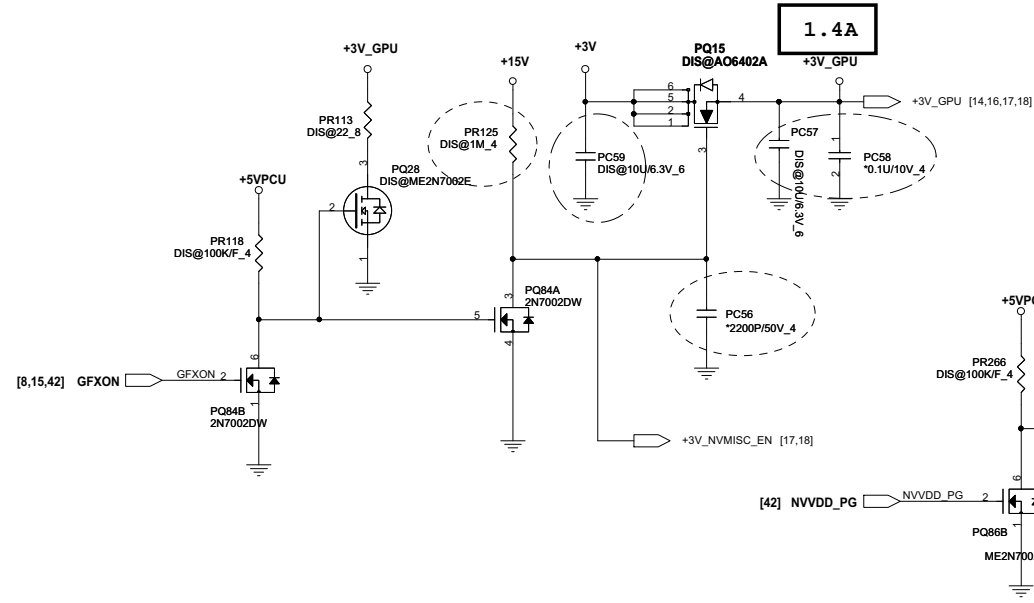 1.4A
+3V_GPU
+15V
+3V
PQ15
DIS@AO6402A
+3V_GPU
6
5
2
1
4
3
+3V_GPU [14,16,17,18]
PR113
DIS@22_8
PR125
DIS@1M_4
PC59
DIS@10U/6.3V_6
PC57
DIS@10U/6.3V_6
1
2
PC58
*0.1U/10V_4
3
PQ28
DIS@ME2N7002E
2
1
+5VPCU
PR118
DIS@100K/F_4
3
PQ84A
2N7002DW
5
4
PC56
*2200P/50V_4
[8,15,42] GFXON
GFXON 2
6
1
PQ84B
2N7002DW
+3V_NVMISC_EN [17,18]
+5VPC
PR266
DIS@100K/F_4
[42] NVVDD_PG
NVVDD_PG 2
6
1
PQ86B
ME2N700